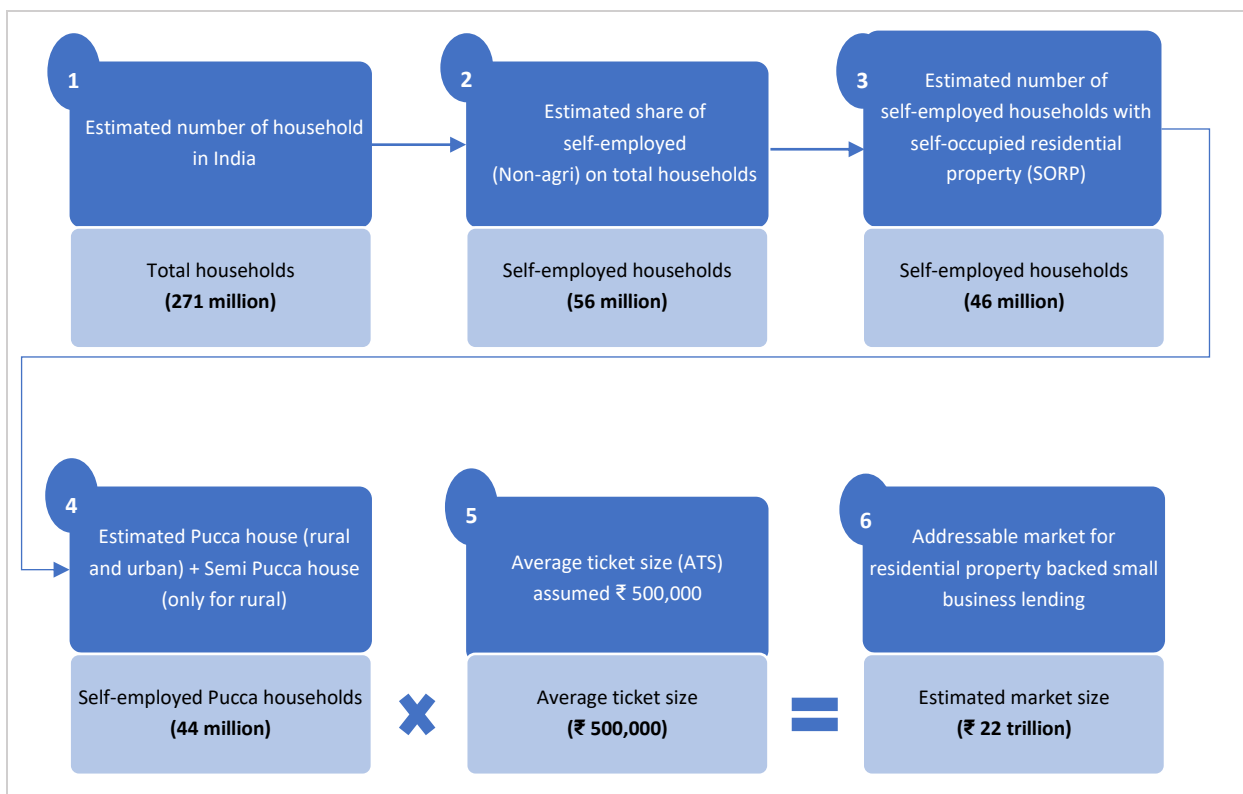 1
Estimated number of household
in India
Total households
(271 million)
2
Estimated share of
self-employed
(Non-agri) on total households
Self-employed households
(56 million)
3
Estimated number of
self-employed households with
self-occupied residential
property (SORP)
Self-employed households
(46 million)
4
Estimated Pucca house (rural
and urban) + Semi Pucca house
(only for rural)
Self-employed Pucca households
(44 million)
5
Average ticket size (ATS)
assumed ₹ 500,000
Average ticket size
(₹ 500,000)
6
Addressable market for
residential property backed small
business lending
Estimated market size
(₹ 22 trillion)